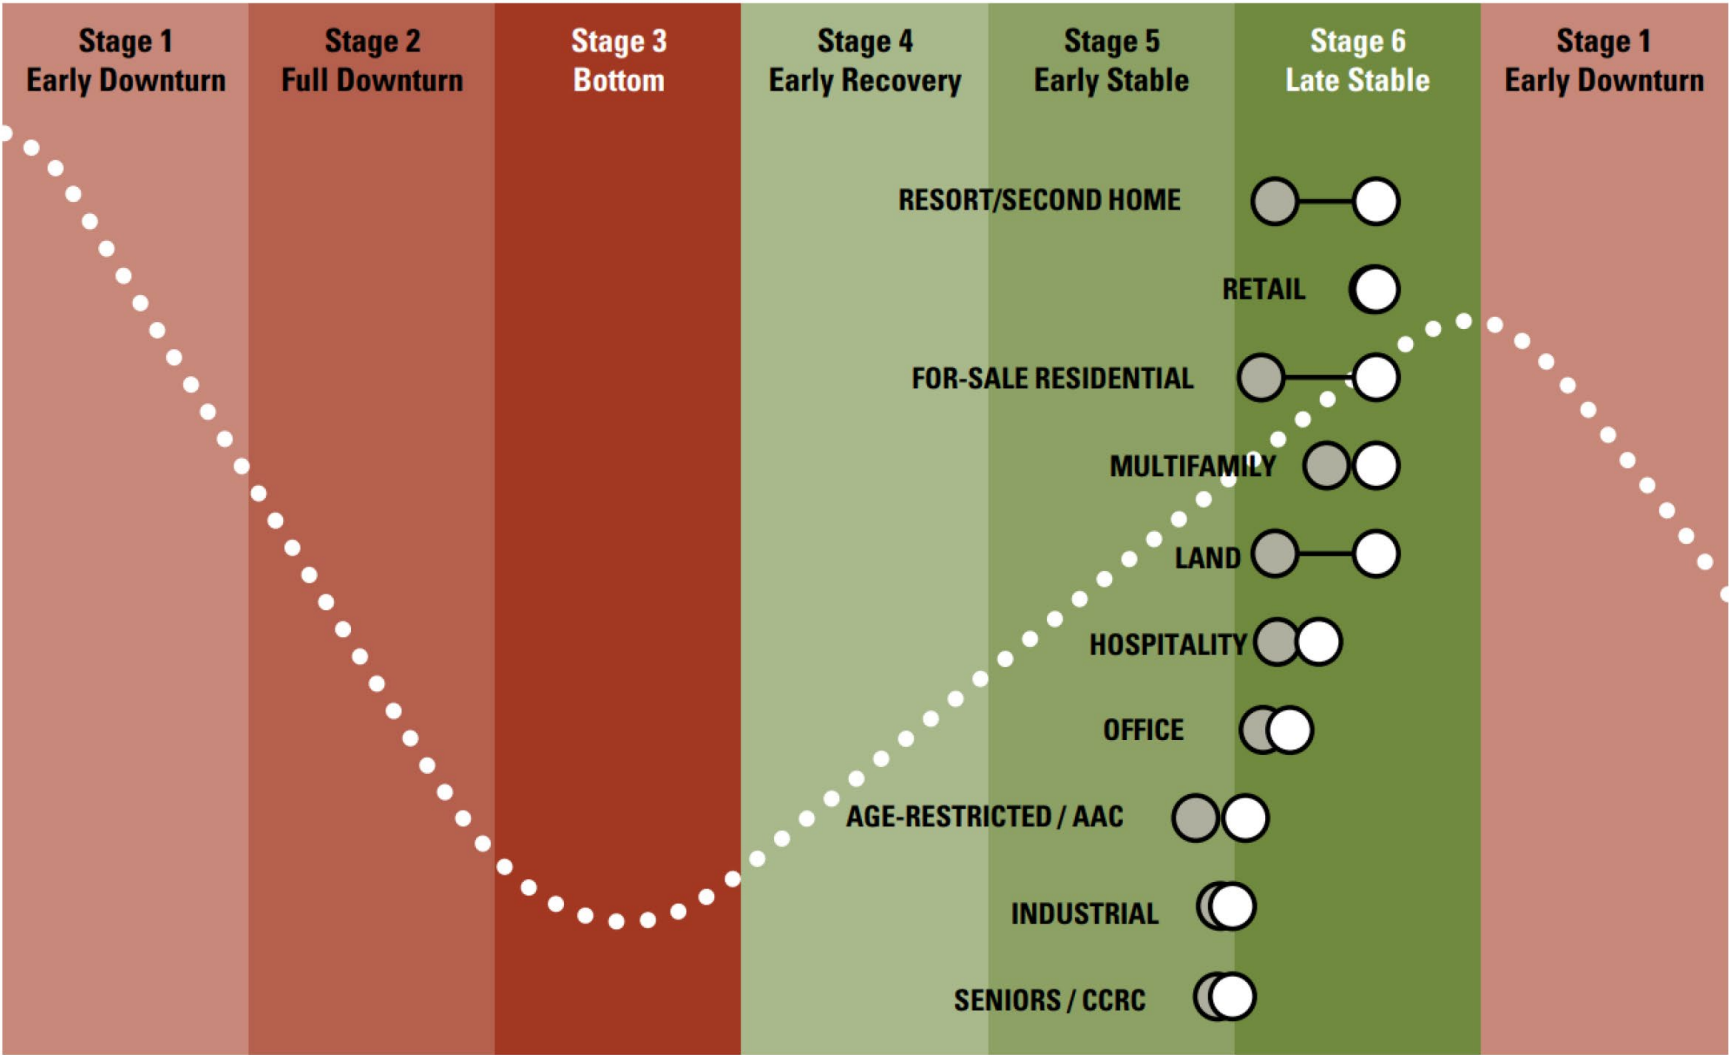 Stage 1
Early Downturn
Stage 2
Full Downturn
Stage 3
Bottom
Stage 4
Early Recovery
Stage 5
Early Stable
Stage 6
Late Stable
Stage 1
Early Downturn
RESORT/SECOND HOME
RETAIL
FOR-SALE RESIDENTIAL
MULTIFAMILY
LAND
HOSPITALITY
OFFICE
AGE-RESTRICTED / AAC
INDUSTRIAL
SENIORS / CCRC